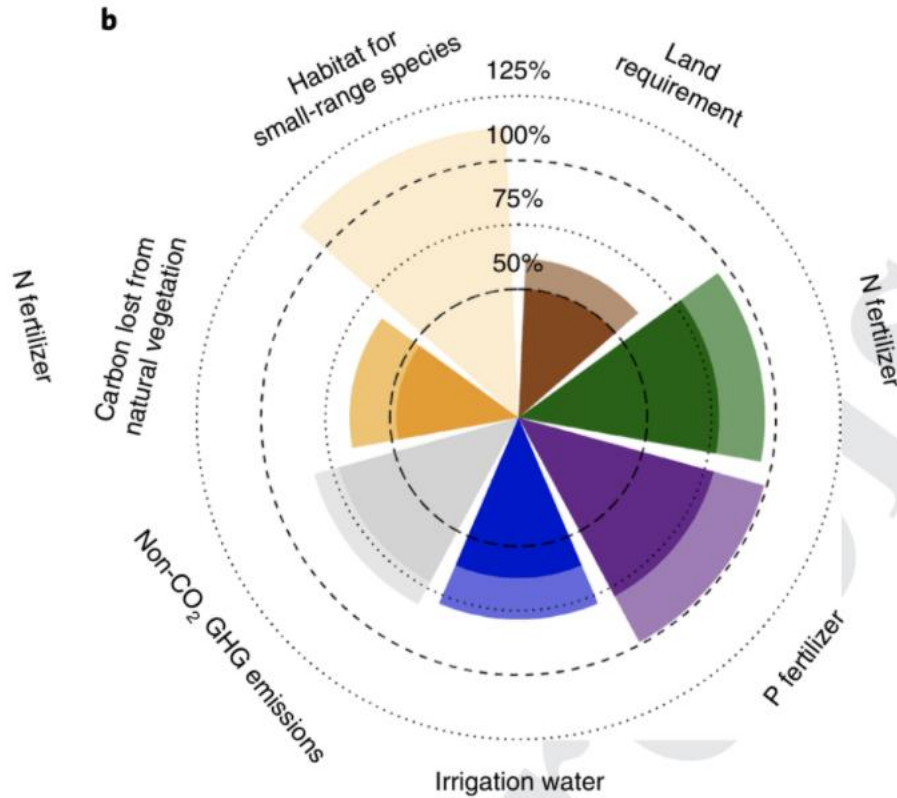 b
Habitat for
small-range species
Land
requirement
125%
100%
75%
50%
N fertilizer
Carbon lost from
natural vegetation
N fertilizer
Non-CO₂ GHG emissions
P fertilizer
Irrigation water